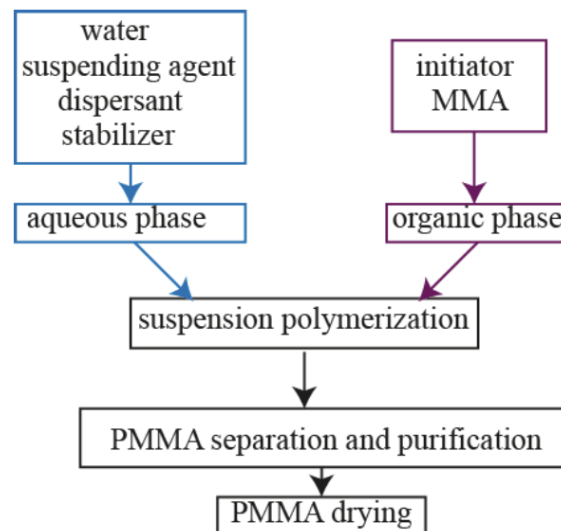 water
suspending agent
dispersant
stabilizer
initiator
MMA
aqueous phase
organic phase
suspension polymerization
PMMA separation and purification
PMMA drying